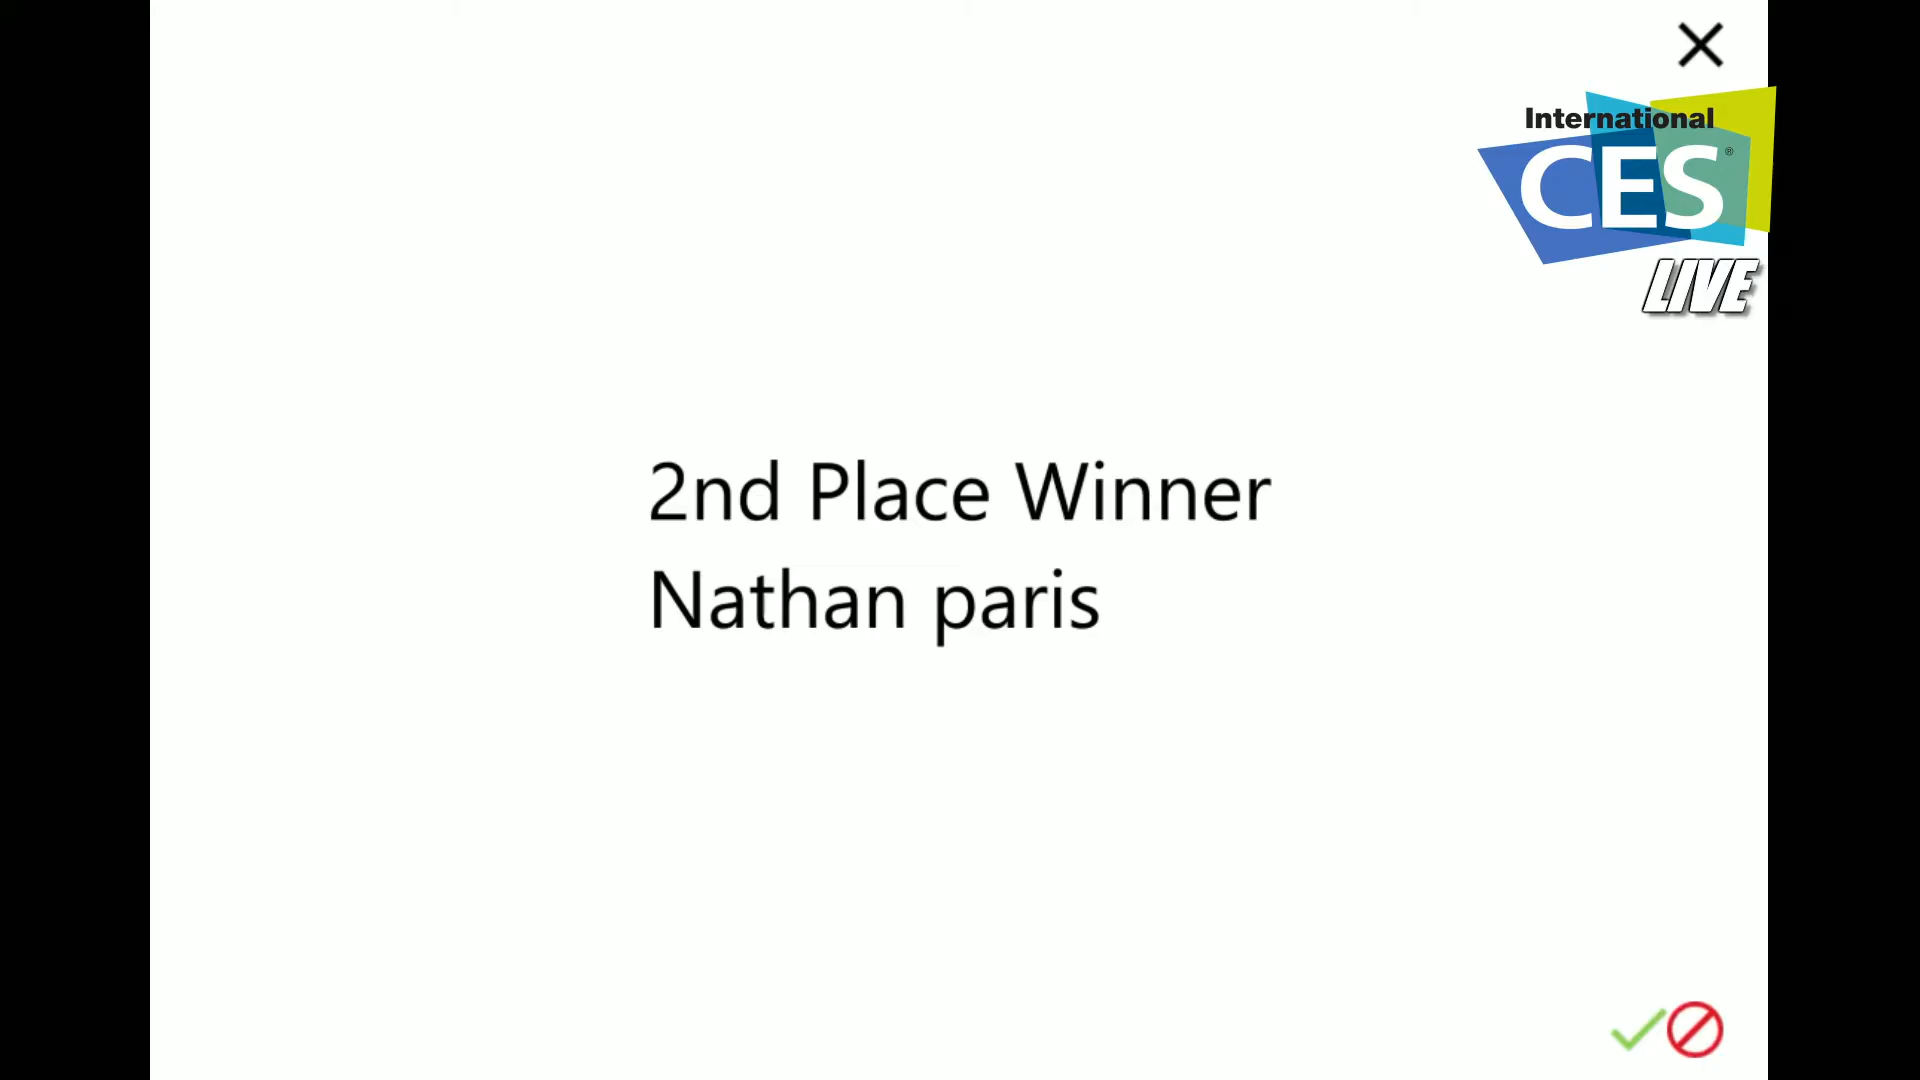 International
CES®
LIVE
2nd Place Winner
Nathan paris